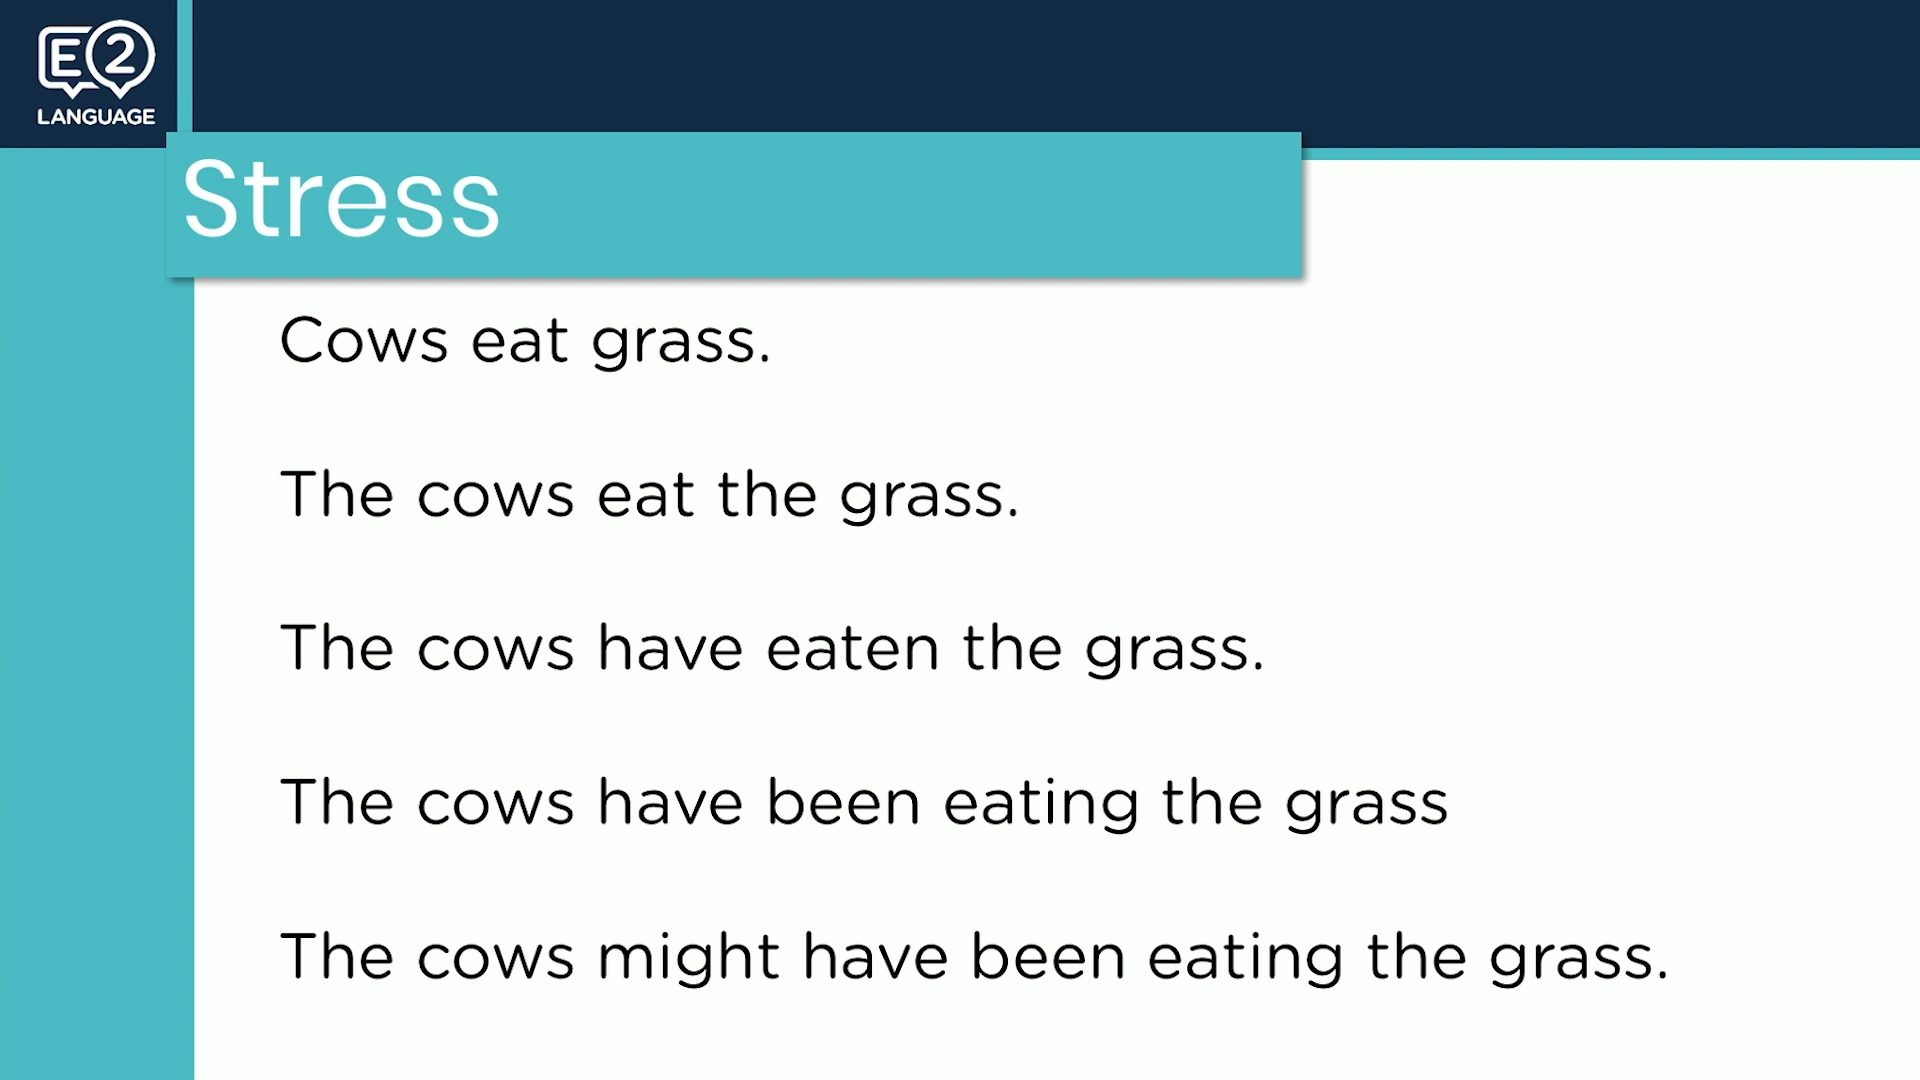 E2
LANGUAGE
Stress
Cows eat grass.
The cows eat the grass.
The cows have eaten the grass.
The cows have been eating the grass
The cows might have been eating the grass.